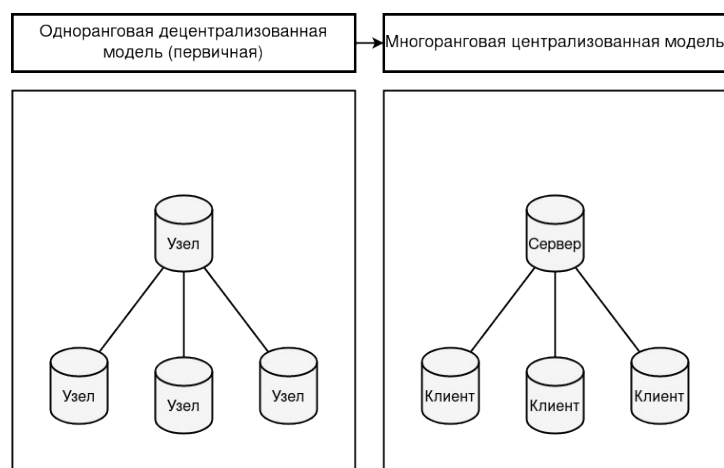 Одноранговая децентрализованная
модель (первичная)
Многоранговая централизованная модель
Узел
Узел
Узел
Узел
Сервер
Клиент
Клиент
Клиент